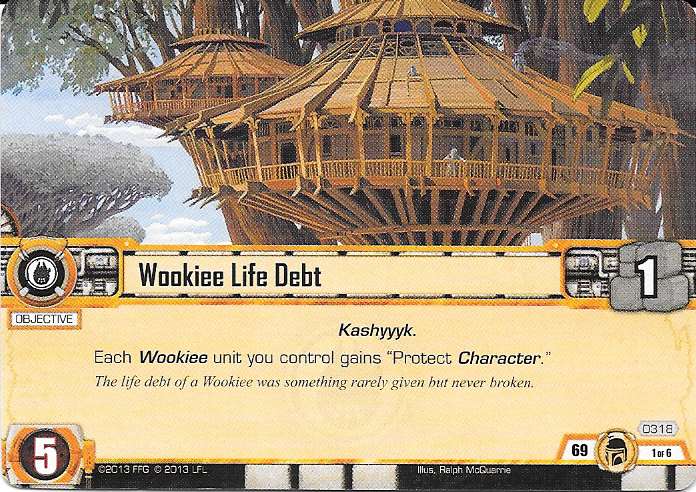 Wookiee Life Debt
1
OBJECTIVE
Kashyyyk.
Each Wookiee unit you control gains “Protect Character.”
The life debt of a Wookiee was something rarely given but never broken.
5
©2013 FFG © 2013 LFL
Illus. Ralph McQuarrie
69
0318
1 OF 6